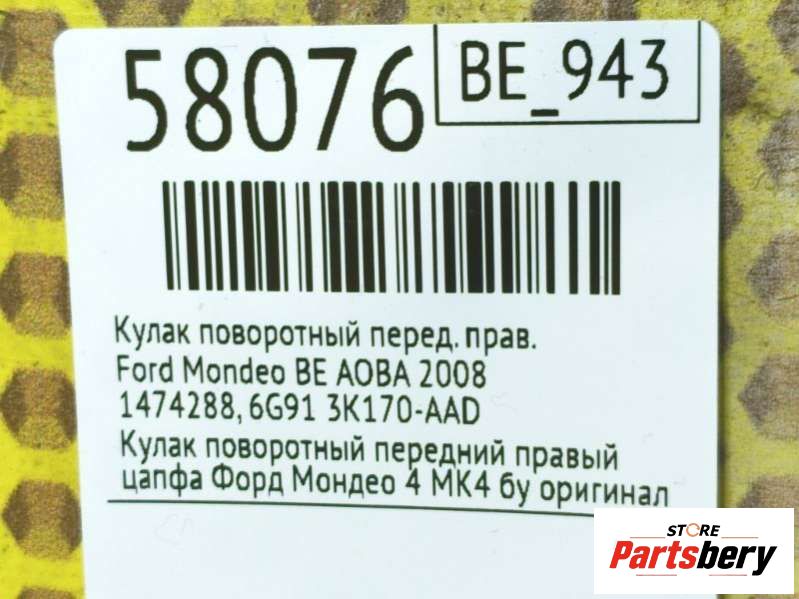 58076
BE_943
Кулак поворотный перед. прав.
Ford Mondeo BE AOBA 2008
1474288, 6G91 3K170-AAD
Кулак поворотный передний правый
цапфа Форд Мондео 4 МК4 бу оригинал
STORE
Partsbery